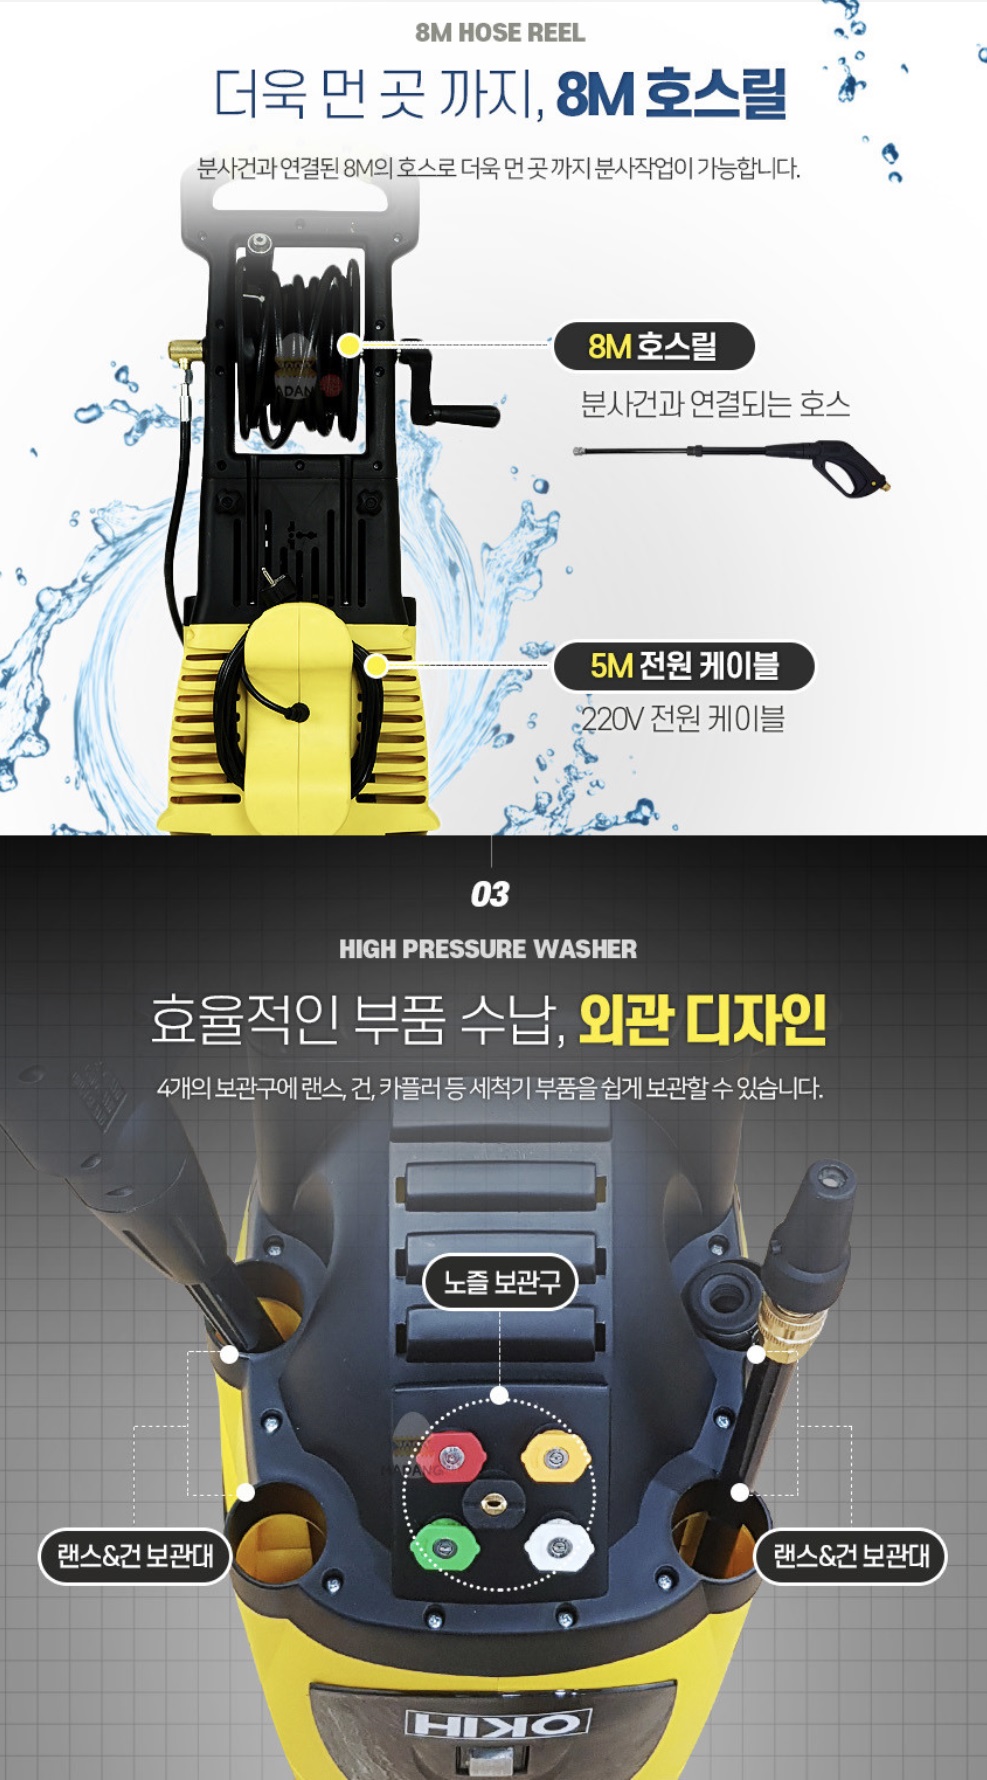 8M HOSE REEL
더욱 먼 곳 까지, 8M 호스릴
분사건과 연결된 8M의 호스로 더욱 먼 곳 까지 분사작업이 가능합니다.
8M 호스릴
분사건과 연결되는 호스
5M 전원 케이블
220V 전원 케이블
03
HIGH PRESSURE WASHER
효율적인 부품 수납, 외관 디자인
4개의 보관구에 랜스, 건, 카플러 등 세척기 부품을 쉽게 보관할 수 있습니다.
노즐 보관구
MADANG
랜스&건 보관대
랜스&건 보관대
OKIH